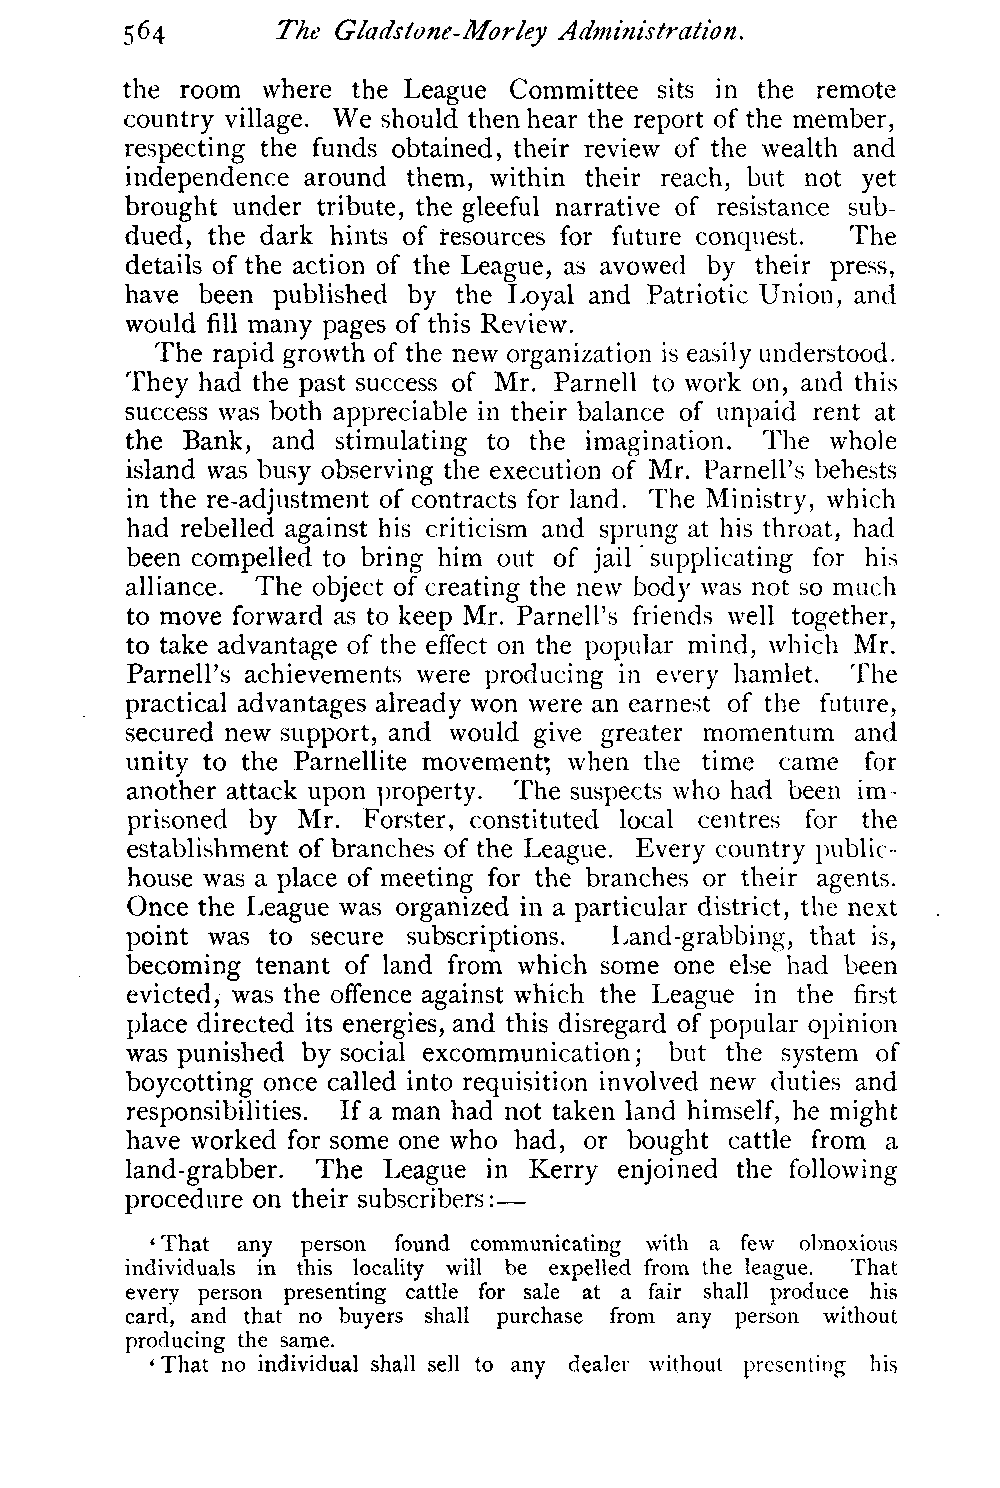 564 The Gladstone-Morley Administration.
the room where the League Committee sits in the remote
country village. We should then hear the report of the member,
respecting the funds obtained, their review of the wealth and
independence around them, within their reach, but not yet
brought under tribute, the gleeful narrative of resistance sub-
dued, the dark hints of resources for future conquest. The
details of the action of the League, as avowed by their press,
have been published by the Loyal and Patriotic Union, and
would fill many pages of this Review.
The rapid growth of the new organization is easily understood.
They had the past success of Mr. Parnell to work on, and this
success was both appreciable in their balance of unpaid rent at
the Bank, and stimulating to the imagination. The whole
island was busy observing the execution of Mr. Parnell's behests
in the re-adjustment of contracts for land. The Ministry, which
had rebelled against his criticism and sprung at his throat, had
been compelled to bring him out of jail supplicating for his
alliance. The object of creating the new body was not so much
to move forward as to keep Mr. Parnell's friends well together,
to take advantage of the effect on the popular mind, which Mr.
Parnell's achievements were producing in every hamlet. The
practical advantages already won were an earnest of the future,
secured new support, and would give greater momentum and
unity to the Parnellite movement; when the time came for
another attack upon property. The suspects who had been im-
prisoned by Mr. Forster, constituted local centres for the
establishment of branches of the League. Every country public-
house was a place of meeting for the branches or their agents.
Once the League was organized in a particular district, the next
point was to secure subscriptions. Land-grabbing, that is,
becoming tenant of land from which some one else had been
evicted, was the offence against which the League in the first
place directed its energies, and this disregard of popular opinion
was punished by social excommunication; but the system of
boycotting once called into requisition involved new duties and
responsibilities. If a man had not taken land himself, he might
have worked for some one who had, or bought cattle from a
land-grabber. The League in Kerry enjoined the following
procedure on their subscribers:—
'That any person found communicating with a few obnoxious
individuals in this locality will be expelled from the league. That
every person presenting cattle for sale at a fair shall produce his
card, and that no buyers shall purchase from any person without
producing the same.
'That no individual shall sell to any dealer without presenting his